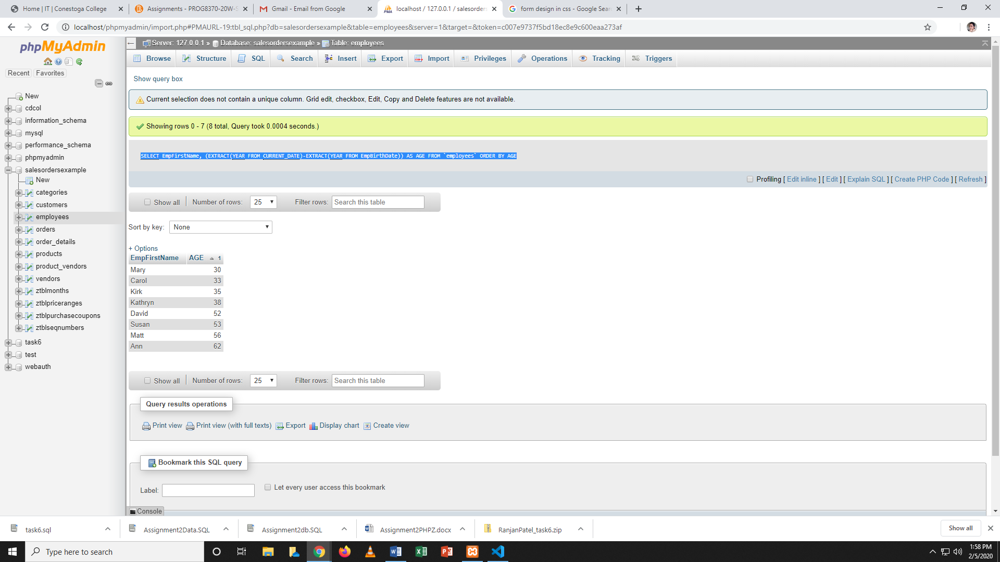 Home | IT | Conestoga College
Assignments - PROG8370-20W-S
Gmail - Email from Google
localhost / 127.0.0.1 / salesorders
form design in css - Google Sear
localhost/phpmyadmin/import.php#PMAURL-19:tbl_sql.php?db=salesordersexample&table=employees&server=1&target=&token=c007e9737f5bd18ec8e9c600eaa273af
phpMyAdmin
Recent Favorites
New
cdcol
information_schema
mysql
performance_schema
phpmyadmin
salesordersexample
New
categories
customers
employees
orders
order_details
products
product_vendors
vendors
ztblmonths
ztblpriceranges
ztblpurchasecoupons
ztblseqnumbers
task6
test
webauth
Server: 127.0.0.1 » Database: salesordersexample » Table: employees
Browse Structure SQL Search Insert Export Import Privileges Operations Tracking Triggers
Show query box
Current selection does not contain a unique column. Grid edit, checkbox, Edit, Copy and Delete features are not available.
Showing rows 0 - 7 (8 total, Query took 0.0004 seconds.)
SELECT EmpFirstName, (EXTRACT(YEAR FROM CURRENT_DATE)-EXTRACT(YEAR FROM EmpBirthDate)) AS AGE FROM `employees` ORDER BY AGE
Profiling [ Edit inline ] [ Edit ] [ Explain SQL ] [ Create PHP Code ] [ Refresh ]
Show all Number of rows: 25 Filter rows: Search this table
Sort by key: None
+ Options
EmpFirstName AGE 1
Mary 30
Carol 33
Kirk 35
Kathryn 38
David 52
Susan 53
Matt 56
Ann 62
Show all Number of rows: 25 Filter rows: Search this table
Query results operations
Print view Print view (with full texts) Export Display chart Create view
Bookmark this SQL query
Label: Let every user access this bookmark
Console
task6.sql
Assignment2Data.SQL
Assignment2db.SQL
Assignment2PHPZ.docx
RanjanPatel_task6.zip
Show all
Type here to search
1:58 PM
2/5/2020